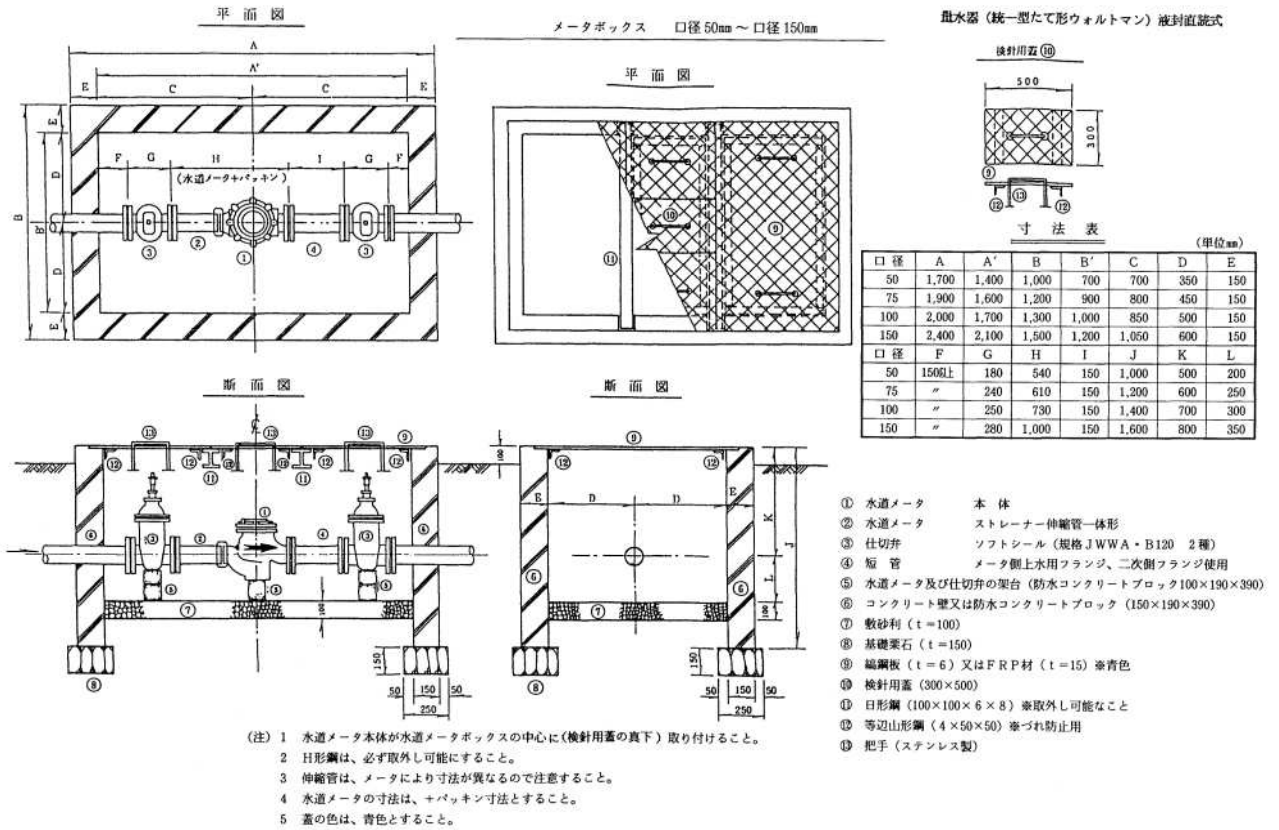 平面図
A
A'
E C C E
E
D
B B'
D
E
F G H I G F
(水道メータ+パッキン)
③ ② ① ④ ③
メータボックス 口径50㎜~口径150㎜
平面図
⑪ ⑩ ⑨
量水器(統一型たて形ウォルトマン)液封直読式
検針用蓋⑩
500
300
⑨
⑫ ⑬ ⑫
寸法表
(単位㎜)
口径 A A' B B' C D E
50 1,700 1,400 1,000 700 700 350 150
75 1,900 1,600 1,200 900 800 450 150
100 2,000 1,700 1,300 1,000 850 500 150
150 2,400 2,100 1,500 1,200 1,050 600 150
口径 F G H I J K L
50 150以上 180 540 150 1,000 500 200
75 〃 240 610 150 1,200 600 250
100 〃 250 730 150 1,400 700 300
150 〃 280 1,000 150 1,600 800 350
断面図
⑬ ⑬ ⑬ ⑨
⑫ ⑫ ⑫ ⑫ ⑫ ⑫
⑪ ⑪
①
⑥ ③ ② ④ ③ ⑥
⑤ ⑤ ⑤
⑦ 100
⑧
150
50 150 50
250
断面図
100 ⑨
⑫ ⑫
E D D E
K
J
⑥ L ⑥
⑦ 100
⑧
150
50 150 50
250
① 水道メータ 本体
② 水道メータ ストレーナー伸縮管一体形
③ 仕切弁 ソフトシール(規格JWWA・B120 2種)
④ 短管 メータ側上水用フランジ、二次側フランジ使用
⑤ 水道メータ及び仕切弁の架台(防水コンクリートブロック100×190×390)
⑥ コンクリート壁又は防水コンクリートブロック(150×190×390)
⑦ 敷砂利(t=100)
⑧ 基礎栗石(t=150)
⑨ 縞鋼板(t=6)又はFRP材(t=15)※青色
⑩ 検針用蓋(300×500)
⑪ 日形鋼(100×100×6×8)※取外し可能なこと
⑫ 等辺山形鋼(4×50×50)※づれ防止用
⑬ 把手(ステンレス製)
(注)1 水道メータ本体が水道メータボックスの中心に(検針用蓋の真下)取り付けること。
2 H形鋼は、必ず取外し可能にすること。
3 伸縮管は、メータにより寸法が異なるので注意すること。
4 水道メータの寸法は、+パッキン寸法とすること。
5 蓋の色は、青色とすること。